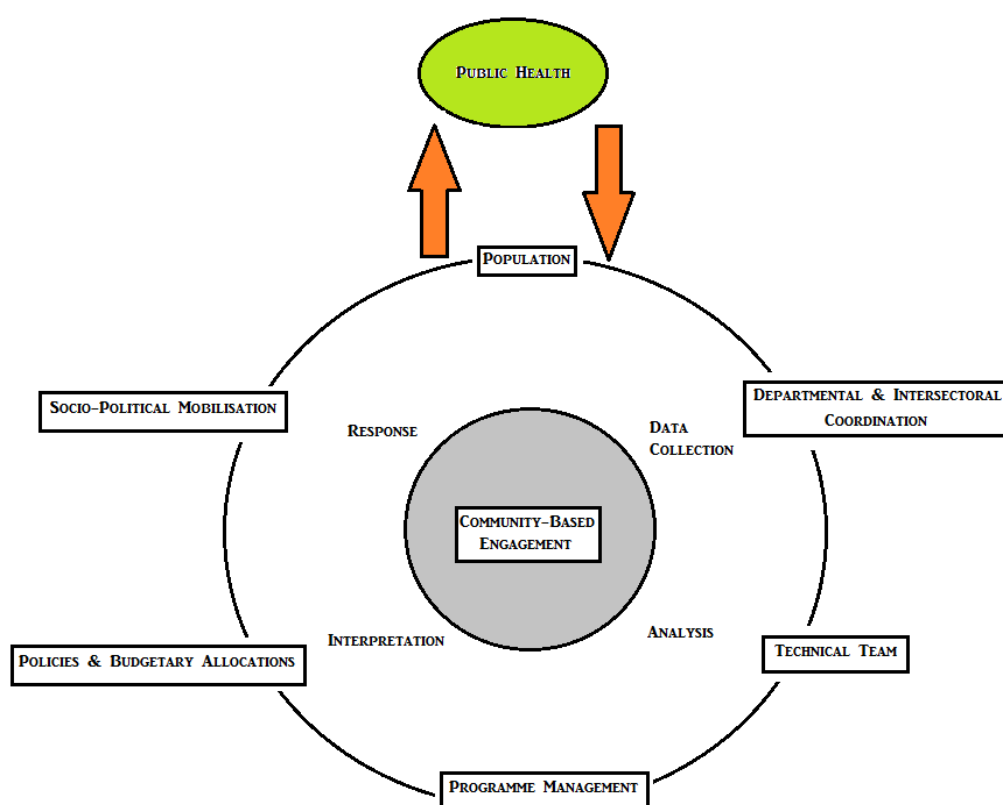 Public Health
Population
Socio-Political Mobilisation
Departmental & Intersectoral
Coordination
Response
Data
Collection
Community-Based
Engagement
Interpretation
Analysis
Policies & Budgetary Allocations
Technical Team
Programme Management